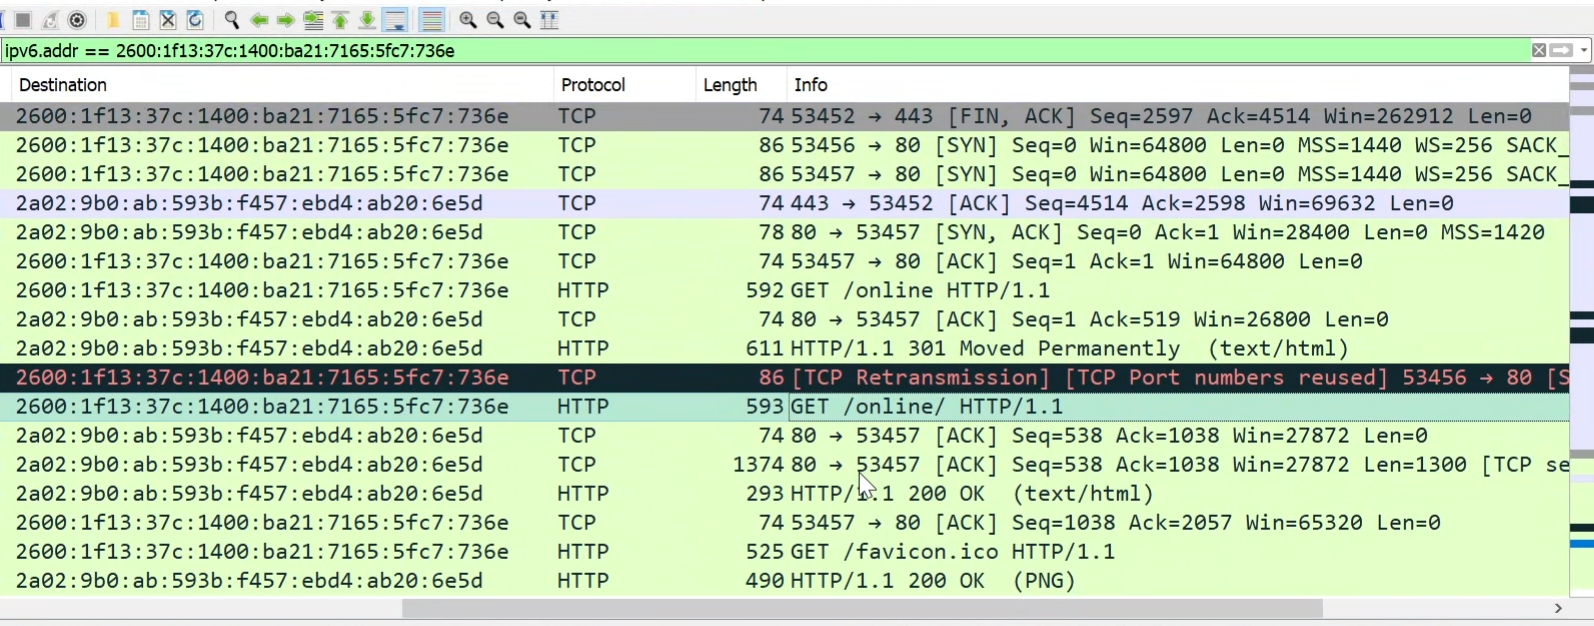 ipv6.addr == 2600:1f13:37c:1400:ba21:7165:5fc7:736e
Destination Protocol Length Info
2600:1f13:37c:1400:ba21:7165:5fc7:736e TCP 74 53452 → 443 [FIN, ACK] Seq=2597 Ack=4514 Win=262912 Len=0
2600:1f13:37c:1400:ba21:7165:5fc7:736e TCP 86 53456 → 80 [SYN] Seq=0 Win=64800 Len=0 MSS=1440 WS=256 SACK_
2600:1f13:37c:1400:ba21:7165:5fc7:736e TCP 86 53457 → 80 [SYN] Seq=0 Win=64800 Len=0 MSS=1440 WS=256 SACK_
2a02:9b0:ab:593b:f457:ebd4:ab20:6e5d TCP 74 443 → 53452 [ACK] Seq=4514 Ack=2598 Win=69632 Len=0
2a02:9b0:ab:593b:f457:ebd4:ab20:6e5d TCP 78 80 → 53457 [SYN, ACK] Seq=0 Ack=1 Win=28400 Len=0 MSS=1420
2600:1f13:37c:1400:ba21:7165:5fc7:736e TCP 74 53457 → 80 [ACK] Seq=1 Ack=1 Win=64800 Len=0
2600:1f13:37c:1400:ba21:7165:5fc7:736e HTTP 592 GET /online HTTP/1.1
2a02:9b0:ab:593b:f457:ebd4:ab20:6e5d TCP 74 80 → 53457 [ACK] Seq=1 Ack=519 Win=26800 Len=0
2a02:9b0:ab:593b:f457:ebd4:ab20:6e5d HTTP 611 HTTP/1.1 301 Moved Permanently (text/html)
2600:1f13:37c:1400:ba21:7165:5fc7:736e TCP 86 [TCP Retransmission] [TCP Port numbers reused] 53456 → 80 [S
2600:1f13:37c:1400:ba21:7165:5fc7:736e HTTP 593 GET /online/ HTTP/1.1
2a02:9b0:ab:593b:f457:ebd4:ab20:6e5d TCP 74 80 → 53457 [ACK] Seq=538 Ack=1038 Win=27872 Len=0
2a02:9b0:ab:593b:f457:ebd4:ab20:6e5d TCP 1374 80 → 53457 [ACK] Seq=538 Ack=1038 Win=27872 Len=1300 [TCP se
2a02:9b0:ab:593b:f457:ebd4:ab20:6e5d HTTP 293 HTTP/1.1 200 OK (text/html)
2600:1f13:37c:1400:ba21:7165:5fc7:736e TCP 74 53457 → 80 [ACK] Seq=1038 Ack=2057 Win=65320 Len=0
2600:1f13:37c:1400:ba21:7165:5fc7:736e HTTP 525 GET /favicon.ico HTTP/1.1
2a02:9b0:ab:593b:f457:ebd4:ab20:6e5d HTTP 490 HTTP/1.1 200 OK (PNG)